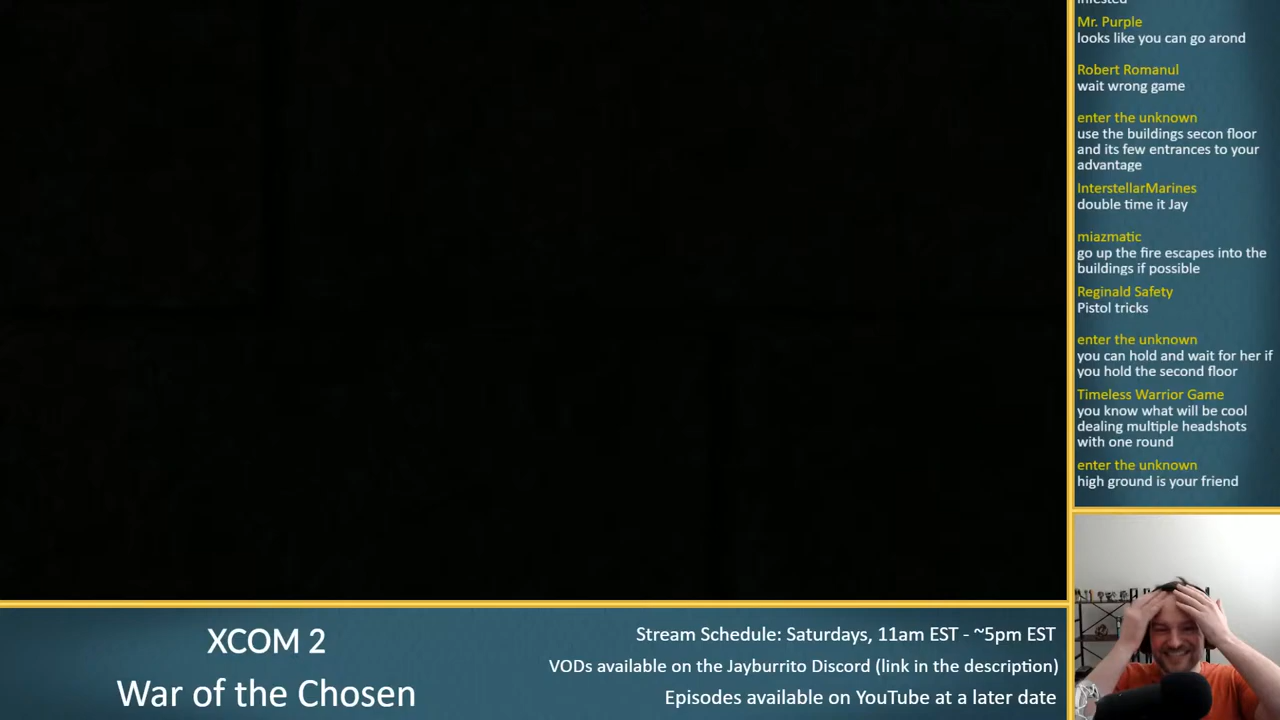 infested
Mr. Purple
looks like you can go arond
Robert Romanul
wait wrong game
enter the unknown
use the buildings secon floor
and its few entrances to your
advantage
InterstellarMarines
double time it Jay
miazmatic
go up the fire escapes into the
buildings if possible
Reginald Safety
Pistol tricks
enter the unknown
you can hold and wait for her if
you hold the second floor
Timeless Warrior Game
you know what will be cool
dealing multiple headshots
with one round
enter the unknown
high ground is your friend
XCOM 2
War of the Chosen
Stream Schedule: Saturdays, 11am EST - ~5pm EST
VODs available on the Jayburrito Discord (link in the description)
Episodes available on YouTube at a later date